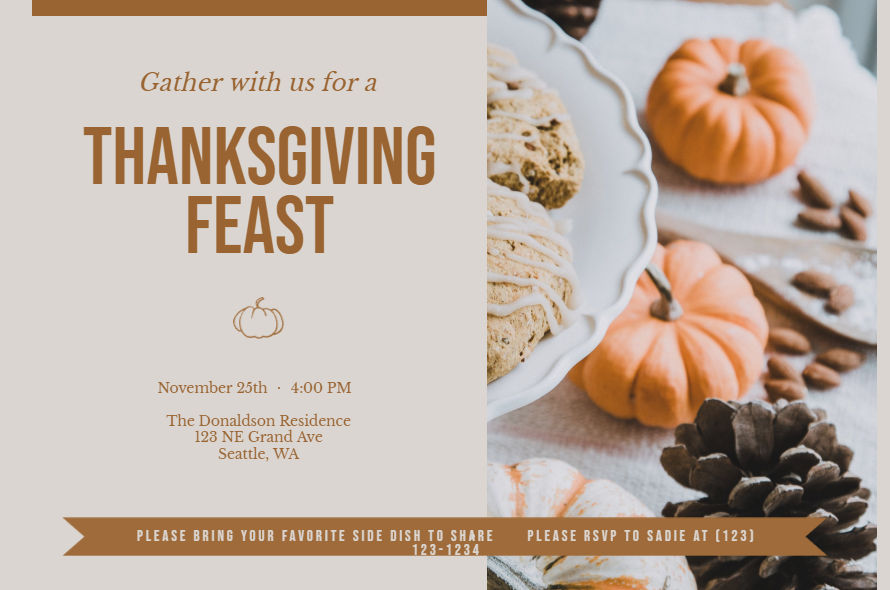 Gather with us for a
THANKSGIVING
FEAST
November 25th · 4:00 PM
The Donaldson Residence
123 NE Grand Ave
Seattle, WA
PLEASE BRING YOUR FAVORITE SIDE DISH TO SHARE PLEASE RSVP TO SADIE AT (123)
123-1234